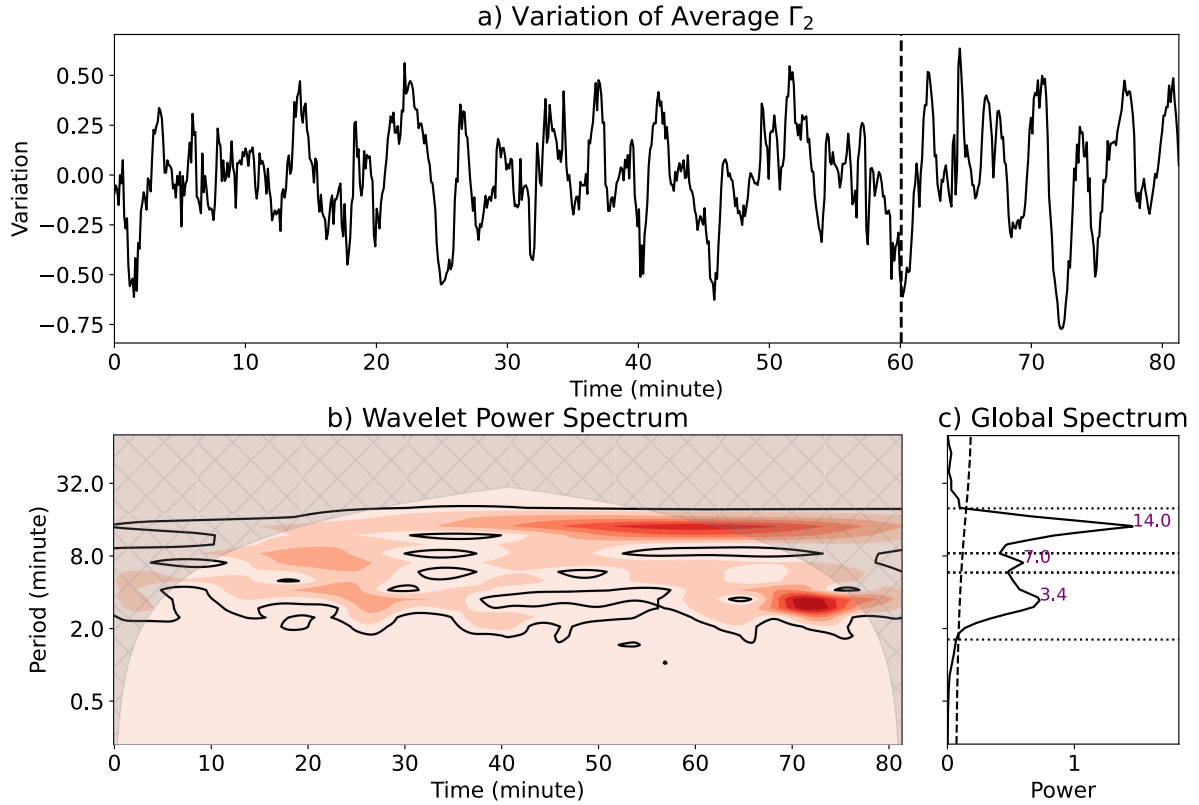 a) Variation of Average Γ₂
Variation
0.50
0.25
0.00
−0.25
−0.50
−0.75
0 10 20 30 40 50 60 70 80
Time (minute)
b) Wavelet Power Spectrum
Period (minute)
32.0
8.0
2.0
0.5
0 10 20 30 40 50 60 70 80
Time (minute)
c) Global Spectrum
14.0
7.0
3.4
0 1
Power